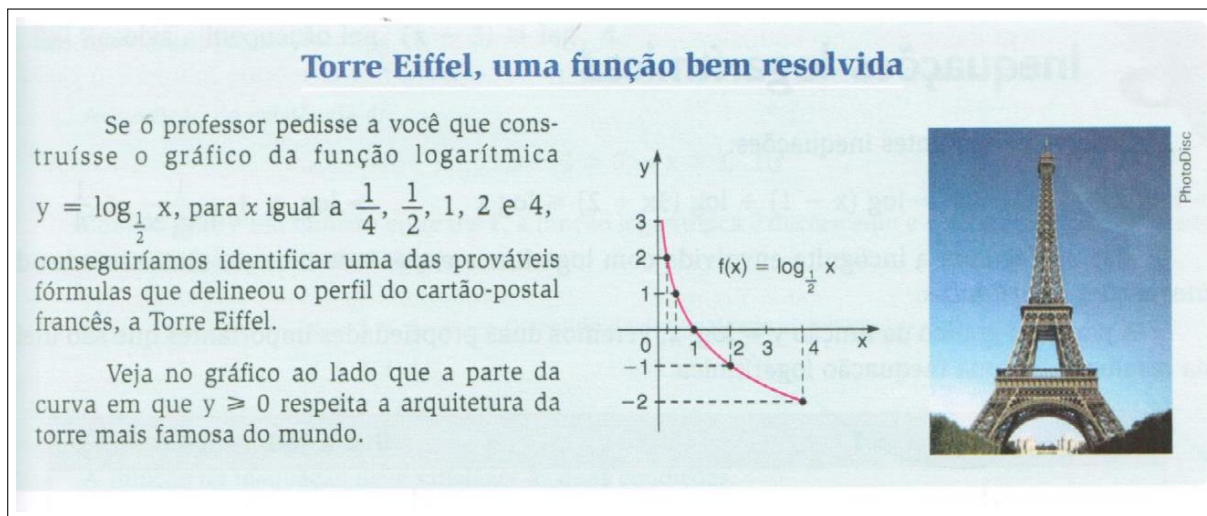 Torre Eiffel, uma função bem resolvida
Se o professor pedisse a você que cons-
truísse o gráfico da função logarítmica
y = log_{1/2} x, para x igual a 1/4, 1/2, 1, 2 e 4,
conseguiríamos identificar uma das prováveis
fórmulas que delineou o perfil do cartão-postal
francês, a Torre Eiffel.
Veja no gráfico ao lado que a parte da
curva em que y ⩾ 0 respeita a arquitetura da
torre mais famosa do mundo.
y
3
2
1
f(x) = log_{1/2} x
0 1 2 3 4 x
−2
PhotoDisc